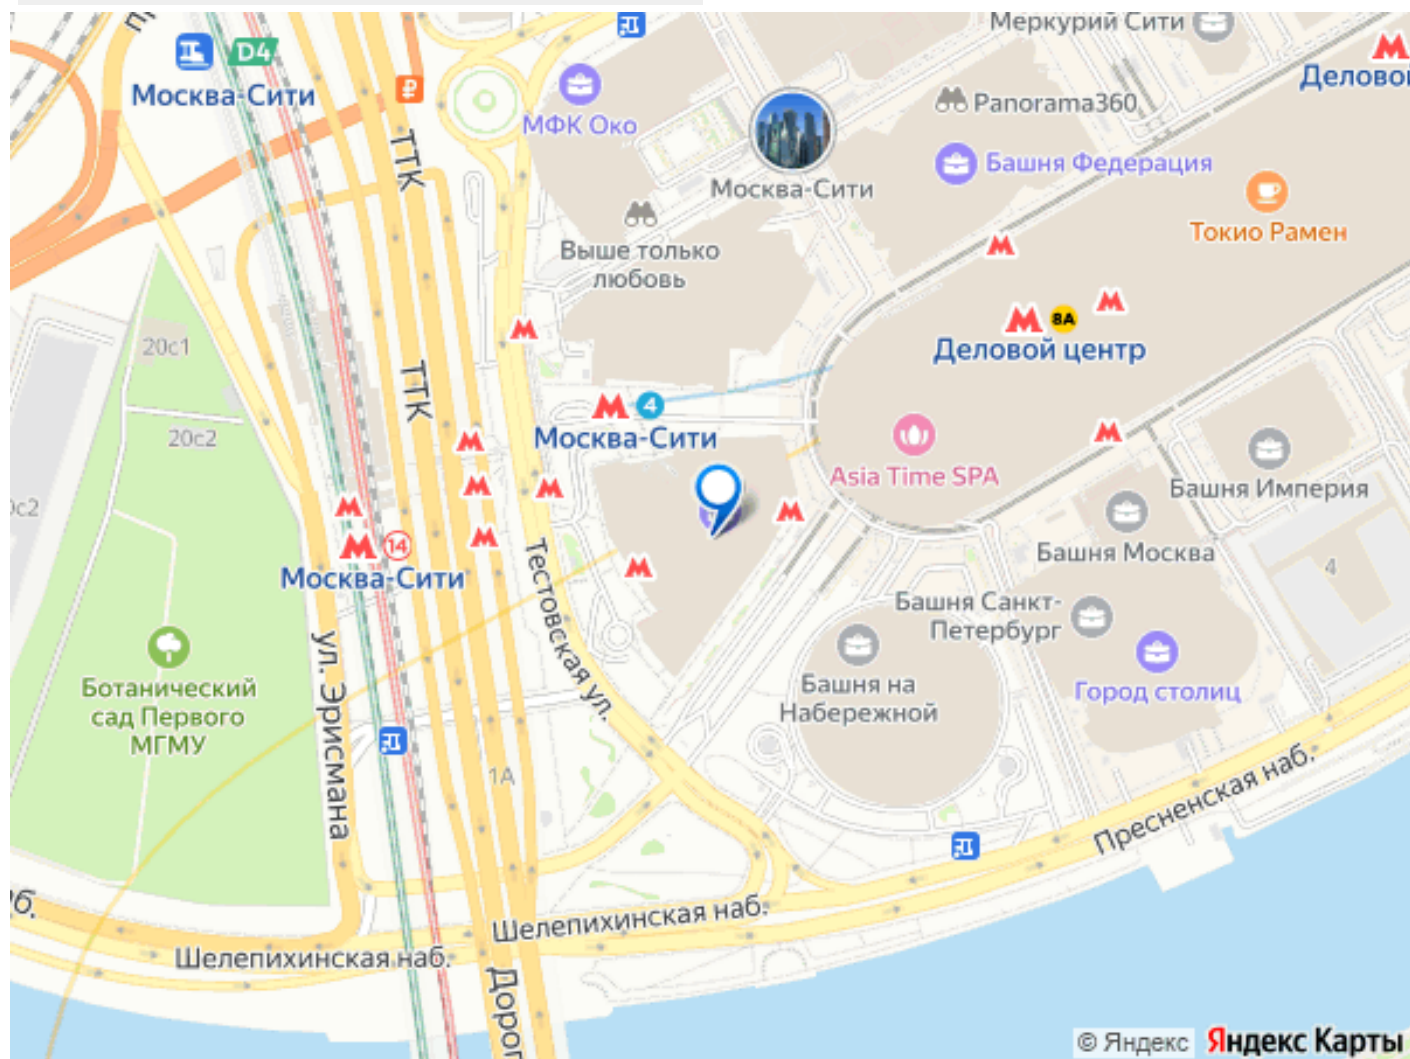 Меркурий Сити
D4
Москва-Сити
₽
Деловой
Panorama360
МФК Око
ТТК
Башня Федерация
Москва-Сити
Токио Рамен
Выше только
любовь
8А
Деловой центр
20с1
ТТК
4
Москва-Сити
20с2
Asia Time SPA
Башня Империя
Башня Москва
14
Москва-Сити
4
Тестовская ул.
Башня Санкт-
Петербург
ул. Эрисмана
Ботанический
сад Первого
МГМУ
Башня на
Набережной
Город столиц
1А
Пресненская наб.
Шелепихинская наб.
Шелепихинская наб.
© Яндекс Яндекс Карты